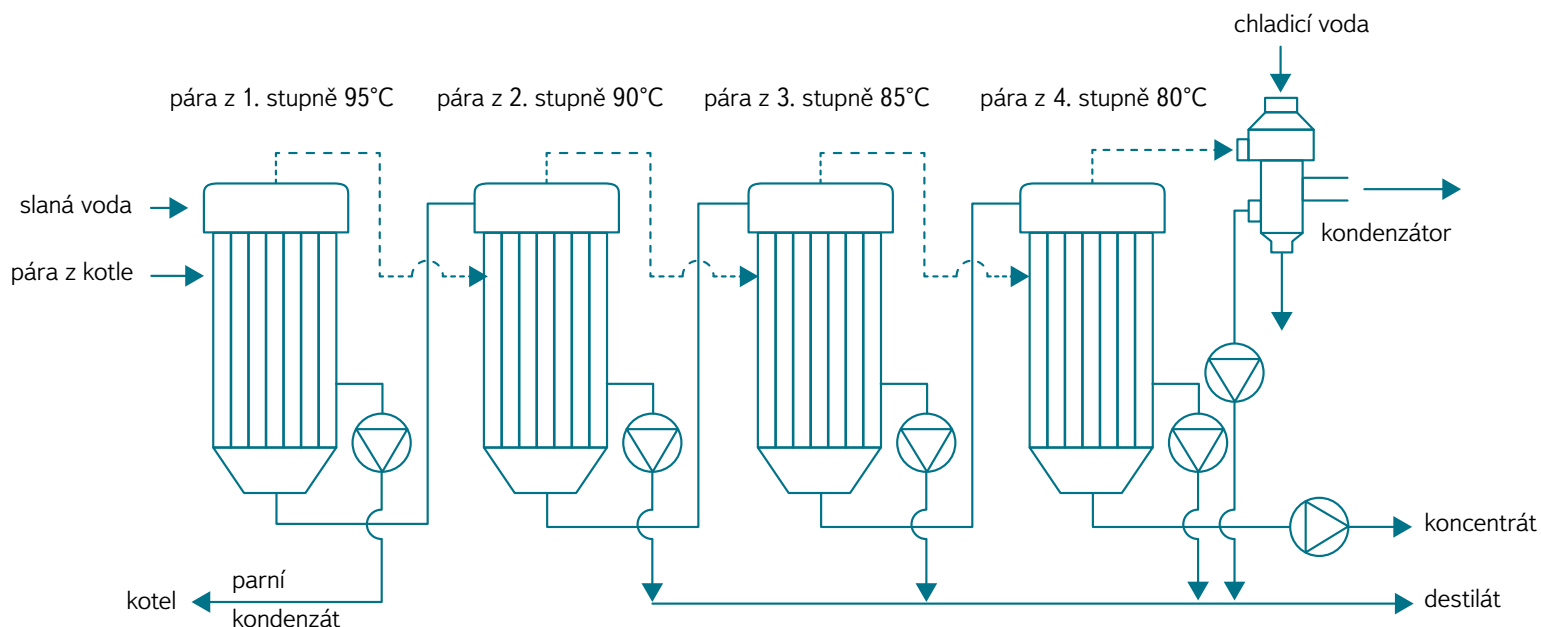 chladicí voda
pára z 1. stupně 95°C
pára z 2. stupně 90°C
pára z 3. stupně 85°C
pára z 4. stupně 80°C
slaná voda
pára z kotle
kondenzátor
koncentrát
kotel
parní
kondenzát
destilát